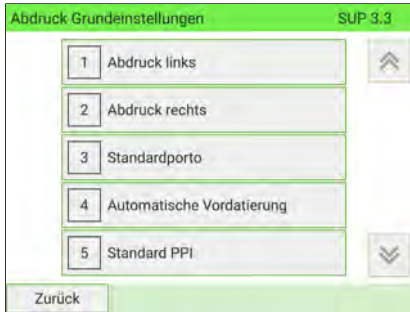 Abdruck Grundeinstellungen SUP 3.3
1 Abdruck links
2 Abdruck rechts
3 Standardporto
4 Automatische Vordatierung
5 Standard PPI
Zurück